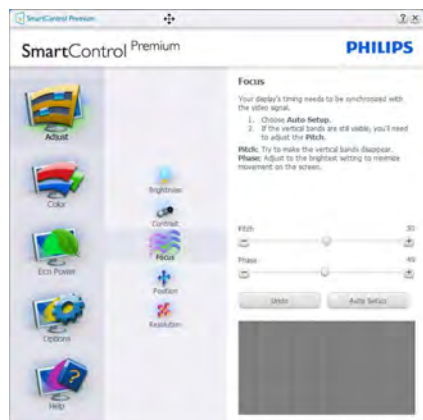 SmartControl Premium
? ×
SmartControl Premium
PHILIPS
Adjust
Color
Eco Power
Options
Help
Brightness
Contrast
Focus
Position
Resolution
Focus
Your display's timing needs to be synchronized with
the video signal.
1. Choose Auto Setup.
2. If the vertical bands are still visible, you'll need
to adjust the Pitch.
Pitch: Try to make the vertical bands disappear.
Phase: Adjust to the brightest setting to minimize
movement on the screen.
Pitch
Phase
Undo
Auto Setup